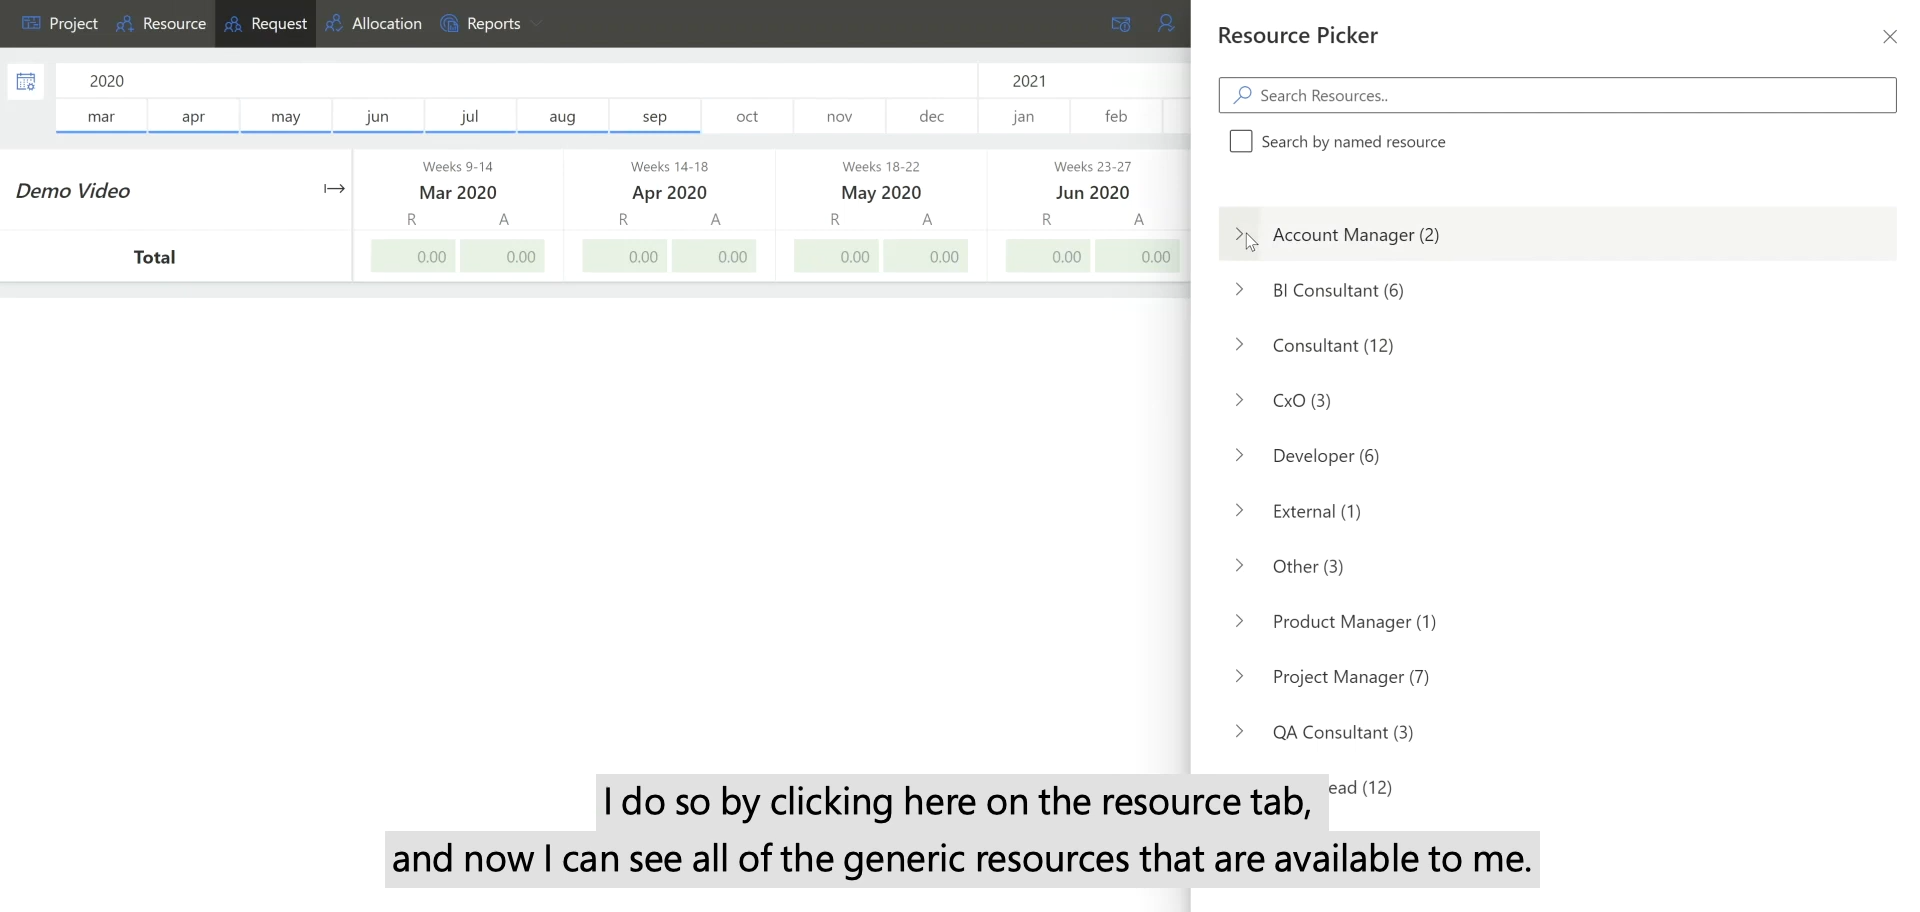 Project Resource Request Allocation Reports
2020 2021
mar apr may jun jul aug sep oct nov dec jan feb
Weeks 9-14 Weeks 14-18 Weeks 18-22 Weeks 23-27
Demo Video Mar 2020 Apr 2020 May 2020 Jun 2020
R A R A R A R A
Total 0.00 0.00 0.00 0.00 0.00 0.00 0.00 0.00
Resource Picker
Search Resources..
Search by named resource
Account Manager (2)
BI Consultant (6)
Consultant (12)
CxO (3)
Developer (6)
External (1)
Other (3)
Product Manager (1)
Project Manager (7)
QA Consultant (3)
(12)
I do so by clicking here on the resource tab,
and now I can see all of the generic resources that are available to me.